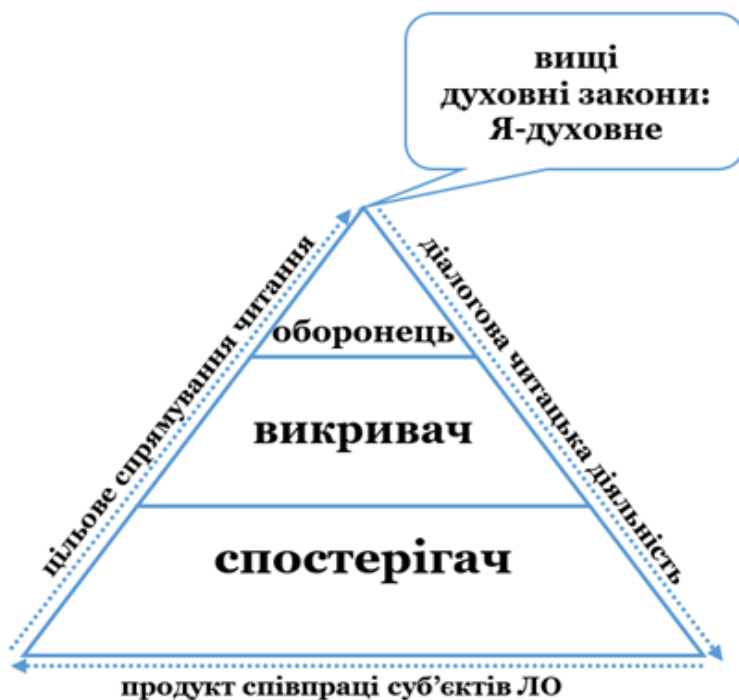 вищі
духовні закони:
Я-духовне
цільове спрямування читання
діалогова читацька діяльність
оборонець
викривач
спостерігач
продукт співпраці суб’єктів ЛО